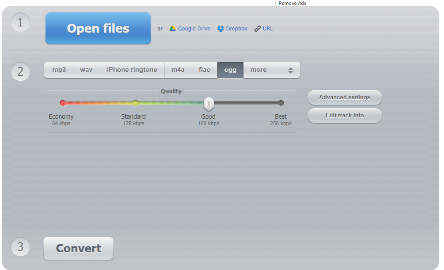 Remove Ads
1
Open files
or Google Drive Dropbox URL
2
mp3 wav iPhone ringtone m4a flac ogg more
Quality
Economy Standard Good Best
64 kbps 128 kbps 192 kbps 256 kbps
Advanced settings
Edit track info
3
Convert